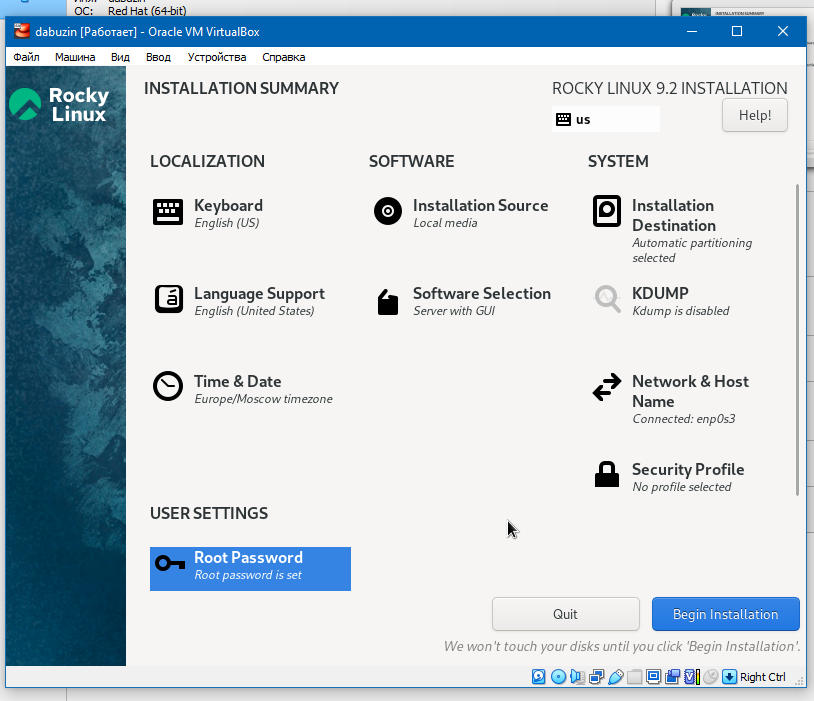 ОС: Red Hat (64-bit)
dabuzin [Работает] - Oracle VM VirtualBox
Файл Машина Вид Ввод Устройства Справка
Rocky
Linux
INSTALLATION SUMMARY
ROCKY LINUX 9.2 INSTALLATION
us
Help!
LOCALIZATION
Keyboard
English (US)
Language Support
English (United States)
Time & Date
Europe/Moscow timezone
SOFTWARE
Installation Source
Local media
Software Selection
Server with GUI
SYSTEM
Installation
Destination
Automatic partitioning
selected
KDUMP
Kdump is disabled
Network & Host
Name
Connected: enp0s3
Security Profile
No profile selected
USER SETTINGS
Root Password
Root password is set
Quit
Begin Installation
We won't touch your disks until you click 'Begin Installation'.
Right Ctrl